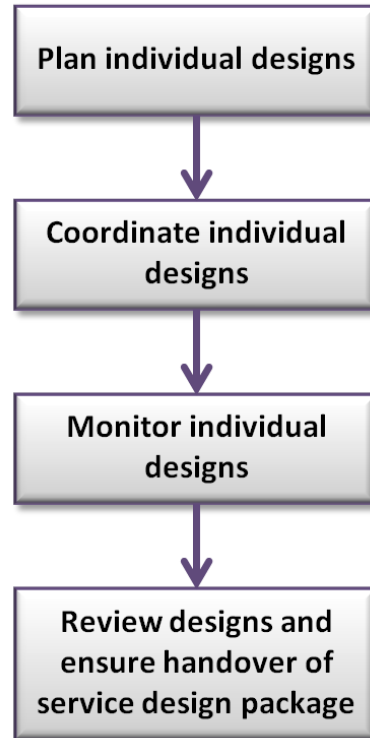 Plan individual designs
Coordinate individual
designs
Monitor individual
designs
Review designs and
ensure handover of
service design package